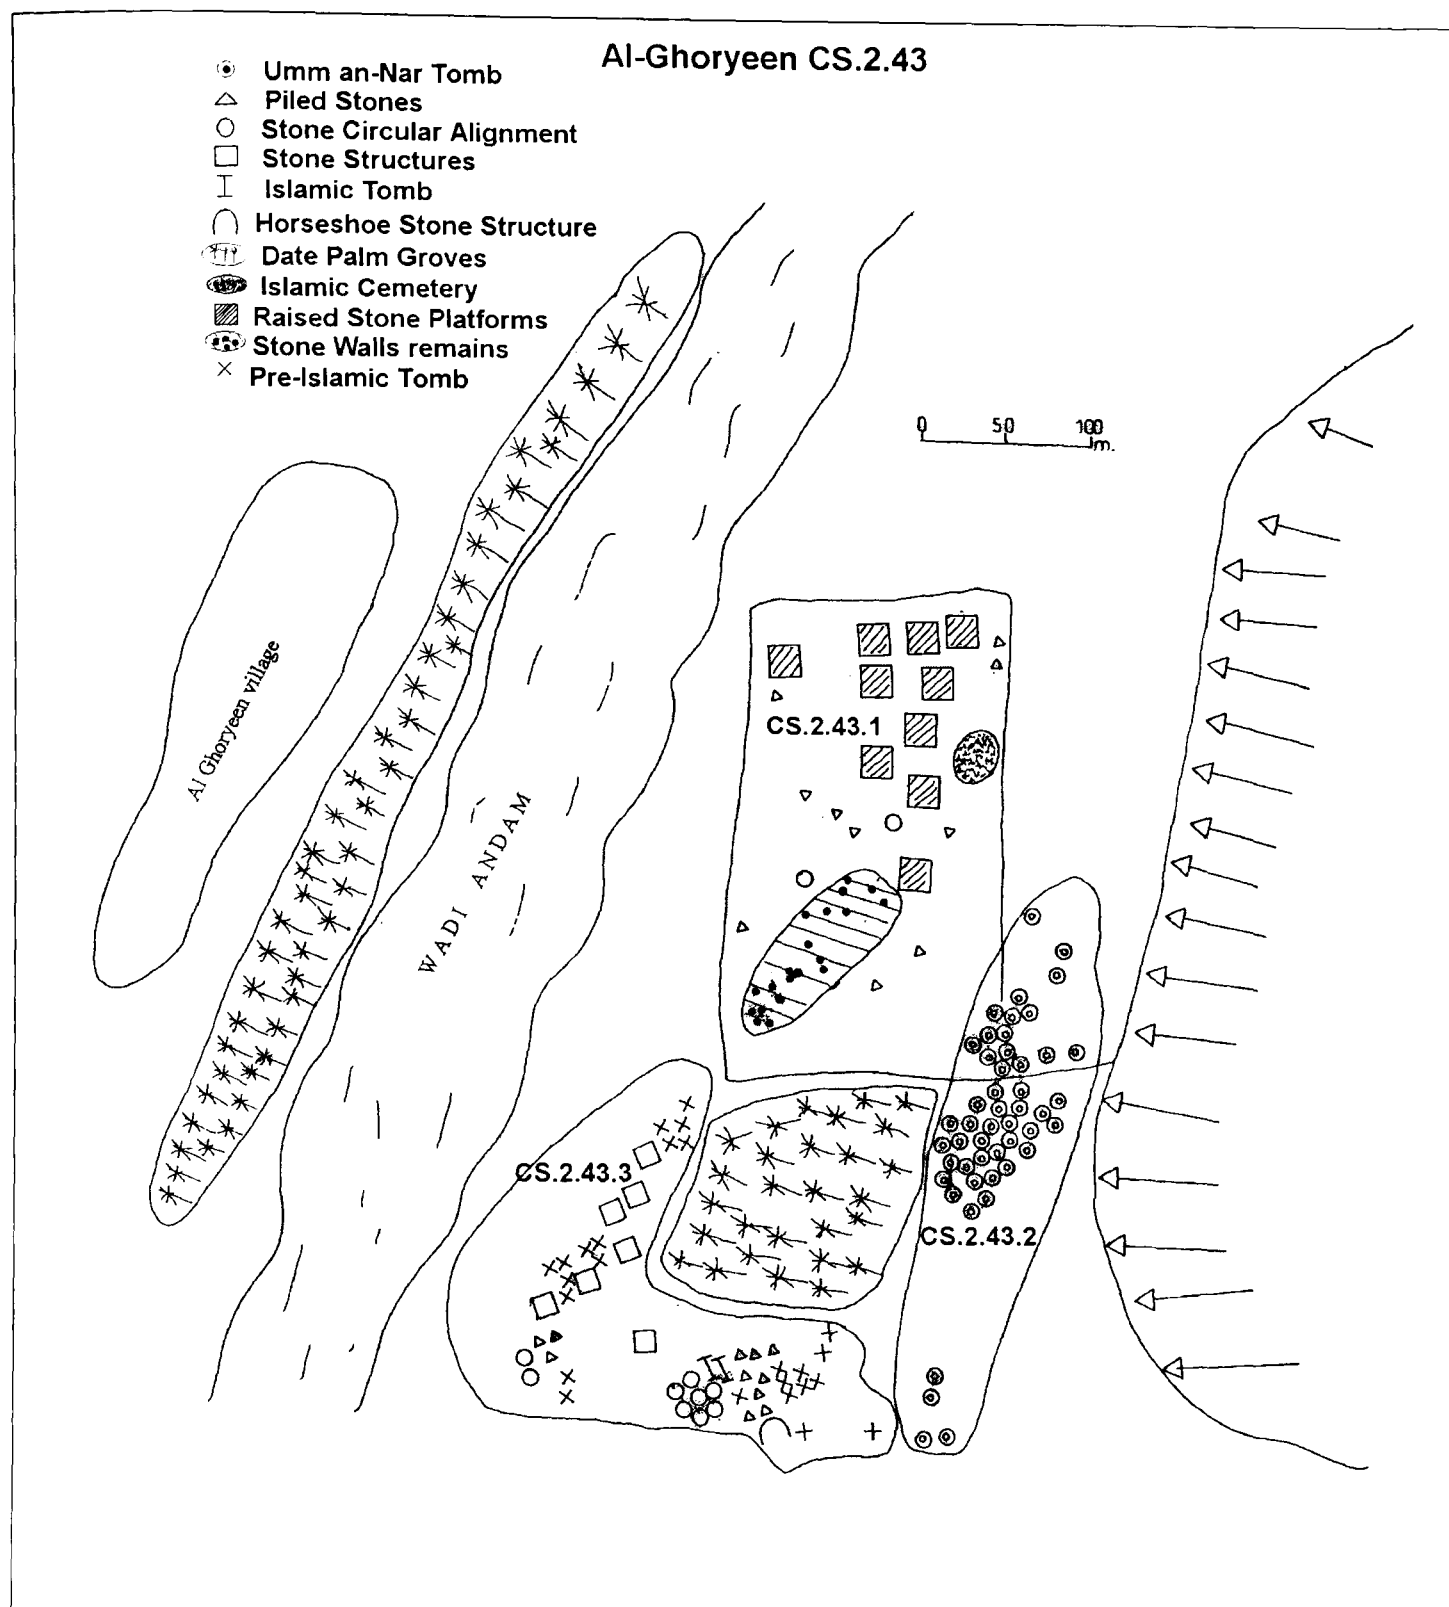 Al-Ghoryeen CS.2.43
Umm an-Nar Tomb
Piled Stones
Stone Circular Alignment
Stone Structures
Islamic Tomb
Horseshoe Stone Structure
Date Palm Groves
Islamic Cemetery
Raised Stone Platforms
Stone Walls remains
Pre-Islamic Tomb
0 50 100
m.
Al Ghoryeen village
WADI ANDAM
CS.2.43.1
CS.2.43.3
CS.2.43.2